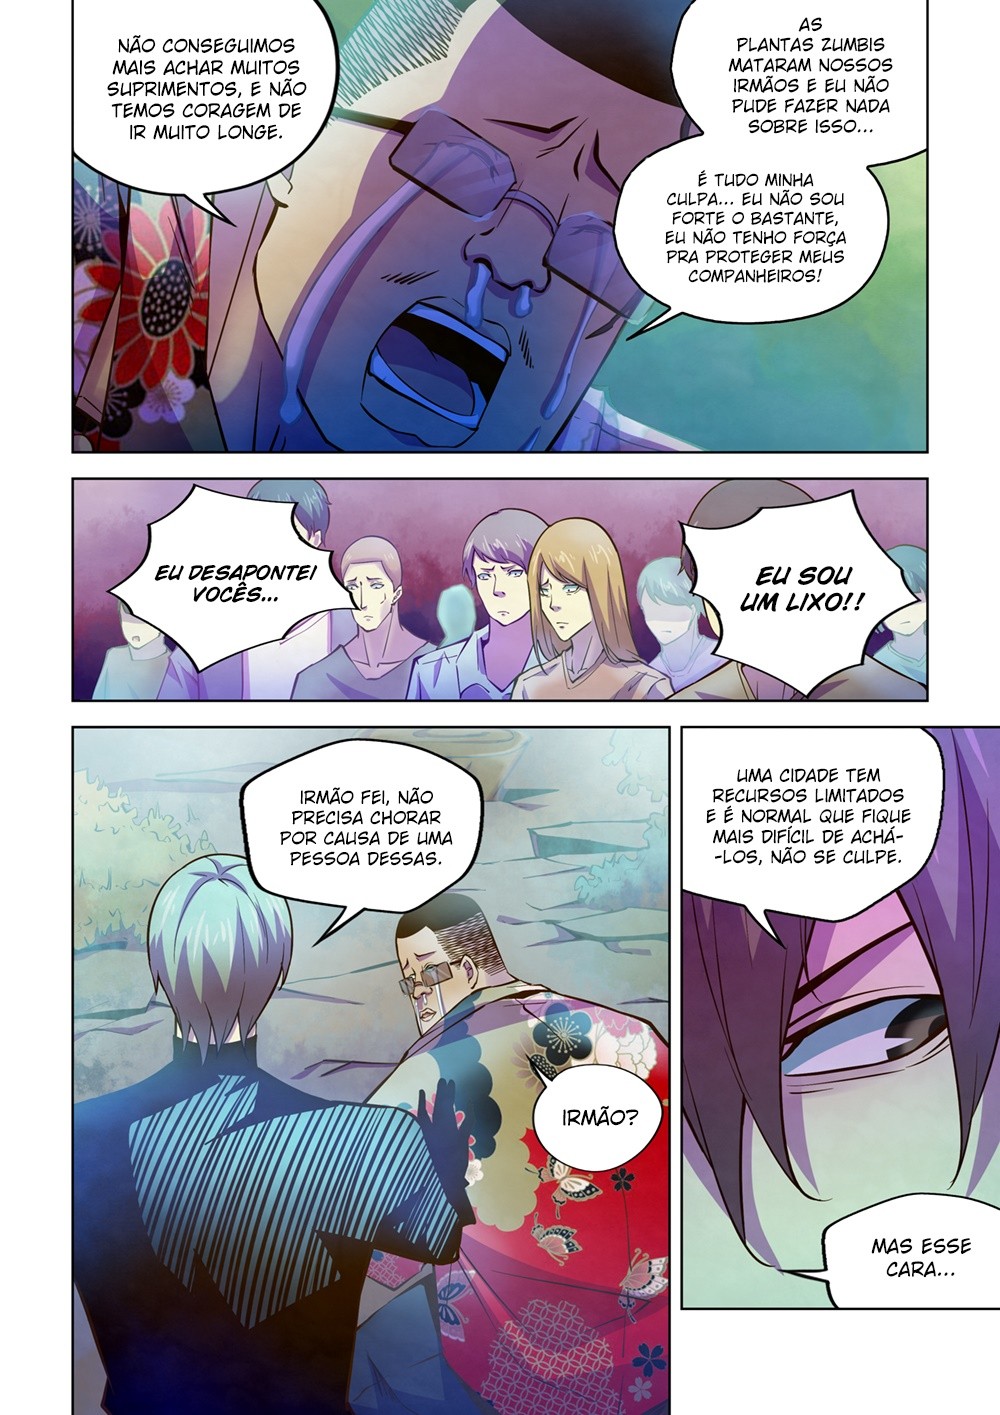 NÃO CONSEGUIMOS
MAIS ACHAR MUITOS
SUPRIMENTOS, E NÃO
TEMOS CORAGEM DE
IR MUITO LONGE.
AS
PLANTAS ZUMBIS
MATARAM NOSSOS
IRMÃOS E EU NÃO
PUDE FAZER NADA
SOBRE ISSO...
É TUDO MINHA
CULPA... EU NÃO SOU
FORTE O BASTANTE,
EU NÃO TENHO FORÇA
PRA PROTEGER MEUS
COMPANHEIROS!
EU DESAPONTEI
VOCÊS...
EU SOU
UM LIXO!!
IRMÃO FEI, NÃO
PRECISA CHORAR
POR CAUSA DE UMA
PESSOA DESSAS.
IRMÃO?
UMA CIDADE TEM
RECURSOS LIMITADOS
E É NORMAL QUE FIQUE
MAIS DIFÍCIL DE ACHÁ-
-LOS, NÃO SE CULPE.
MAS ESSE
CARA...